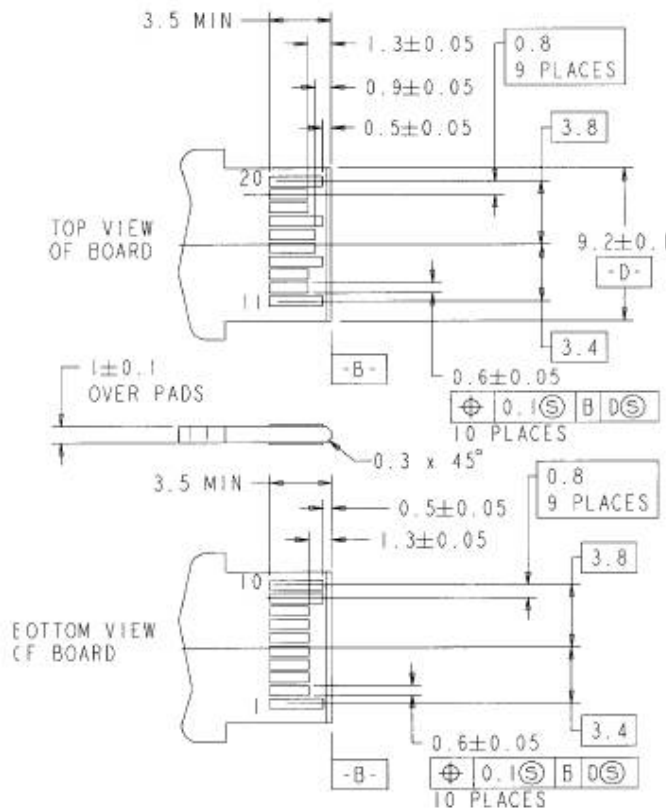 3.5 MIN
1.3±0.05
0.8
9 PLACES
0.9±0.05
0.5±0.05
3.8
20
TOP VIEW
OF BOARD
9.2±0.
-D-
11
3.4
1±0.1
OVER PADS
-B-
0.6±0.05
⌖ 0.1Ⓢ B DⓈ
10 PLACES
0.3 x 45°
3.5 MIN
0.8
9 PLACES
0.5±0.05
1.3±0.05
3.8
10
BOTTOM VIEW
OF BOARD
1
3.4
0.6±0.05
-B-
⌖ 0.1Ⓢ B DⓈ
10 PLACES